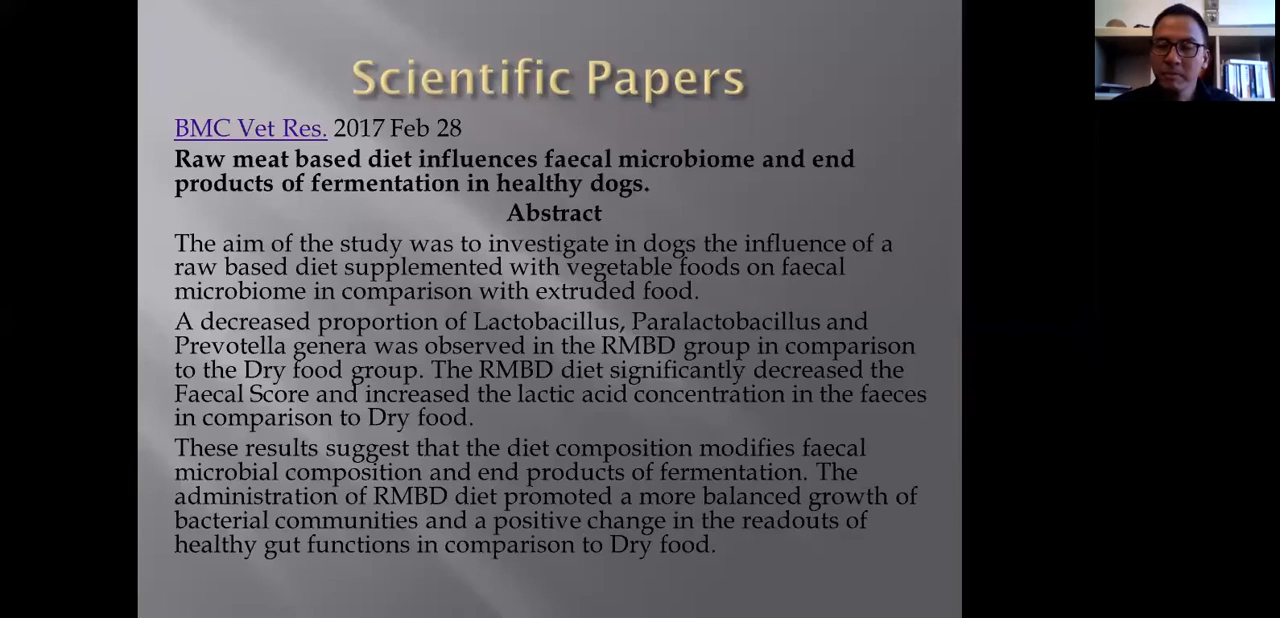 Scientific Papers
BMC Vet Res. 2017 Feb 28
Raw meat based diet influences faecal microbiome and end
products of fermentation in healthy dogs.
Abstract
The aim of the study was to investigate in dogs the influence of a
raw based diet supplemented with vegetable foods on faecal
microbiome in comparison with extruded food.
A decreased proportion of Lactobacillus, Paralactobacillus and
Prevotella genera was observed in the RMBD group in comparison
to the Dry food group. The RMBD diet significantly decreased the
Faecal Score and increased the lactic acid concentration in the faeces
in comparison to Dry food.
These results suggest that the diet composition modifies faecal
microbial composition and end products of fermentation. The
administration of RMBD diet promoted a more balanced growth of
bacterial communities and a positive change in the readouts of
healthy gut functions in comparison to Dry food.